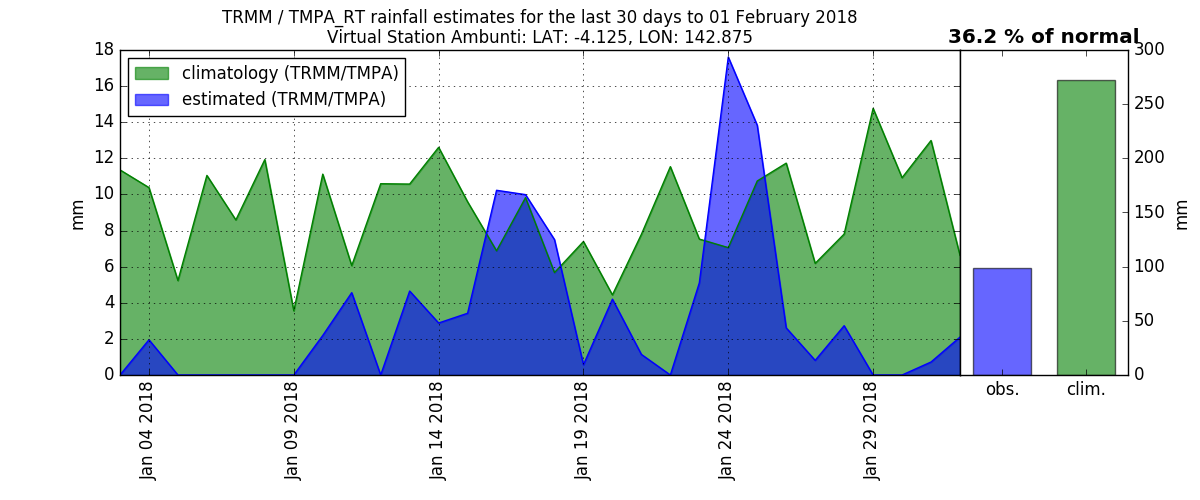 TRMM / TMPA_RT rainfall estimates for the last 30 days to 01 February 2018
Virtual Station Ambunti: LAT: -4.125, LON: 142.875
36.2 % of normal
climatology (TRMM/TMPA)
estimated (TRMM/TMPA)
18
16
14
12
10
8
6
4
2
0
mm
Jan 04 2018
Jan 09 2018
Jan 14 2018
Jan 19 2018
Jan 24 2018
Jan 29 2018
300
250
200
150
100
50
0
mm
obs.
clim.